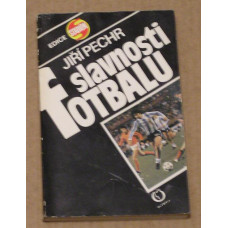 EDICE
JIŘÍ PECHR
slavnosti
fOTBALU